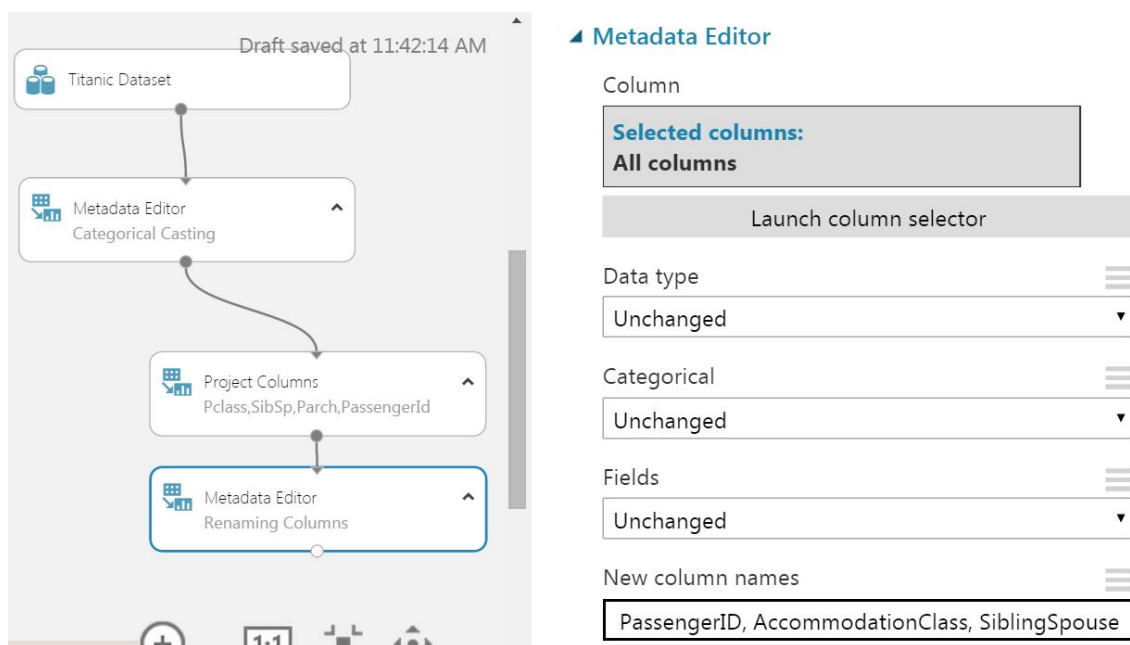 Draft saved at 11:42:14 AM
Titanic Dataset
Metadata Editor
Categorical Casting
Project Columns
Pclass,SibSp,Parch,PassengerId
Metadata Editor
Renaming Columns
1:1
Metadata Editor
Column
Selected columns:
All columns
Launch column selector
Data type
Unchanged
Categorical
Unchanged
Fields
Unchanged
New column names
PassengerID, AccommodationClass, SiblingSpouse